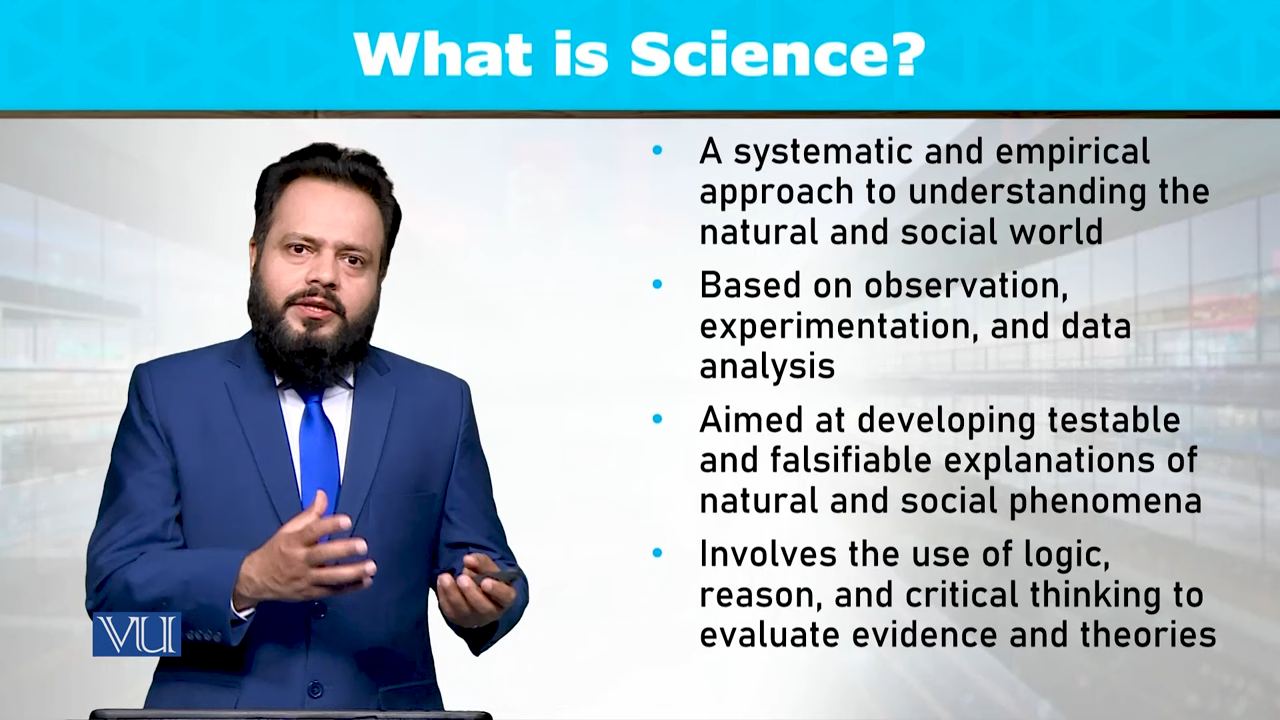 What is Science?
• A systematic and empirical
approach to understanding the
natural and social world
• Based on observation,
experimentation, and data
analysis
• Aimed at developing testable
and falsifiable explanations of
natural and social phenomena
• Involves the use of logic,
reason, and critical thinking to
evaluate evidence and theories
VU